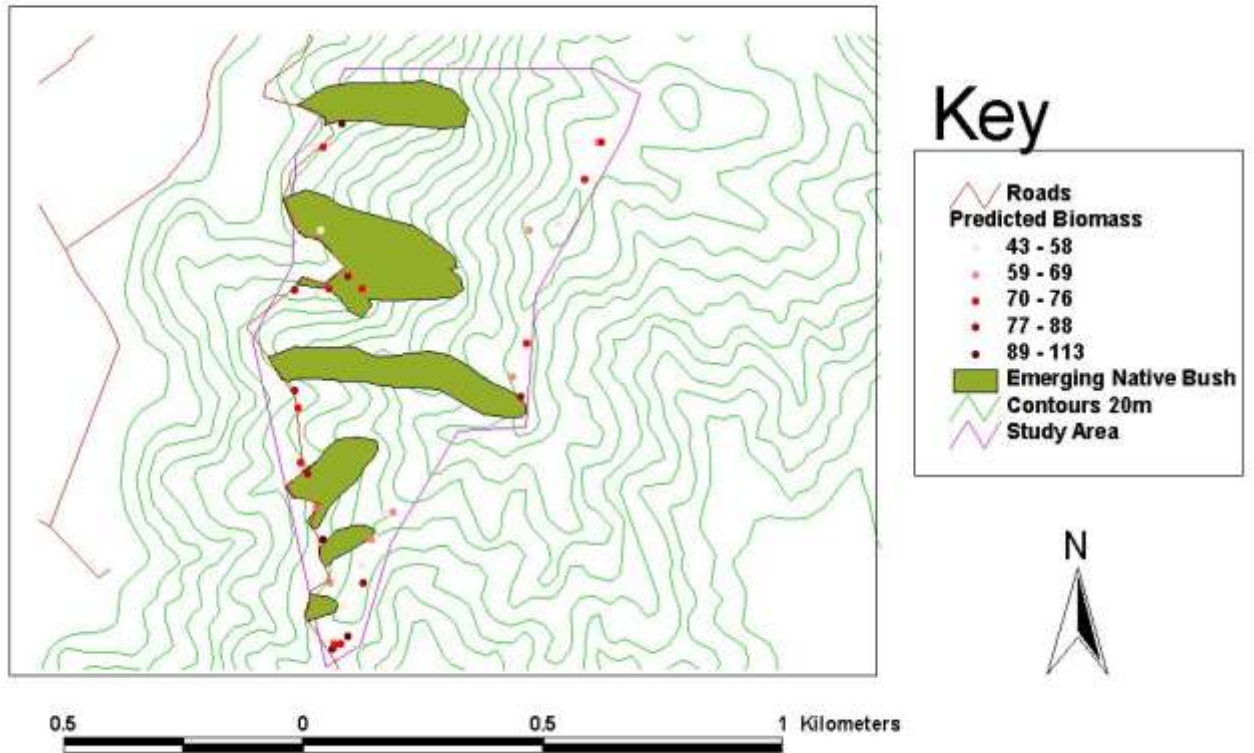 Key
Roads
Predicted Biomass
43 - 58
59 - 69
70 - 76
77 - 88
89 - 113
Emerging Native Bush
Contours 20m
Study Area
N
0.5 0 0.5 1 Kilometers